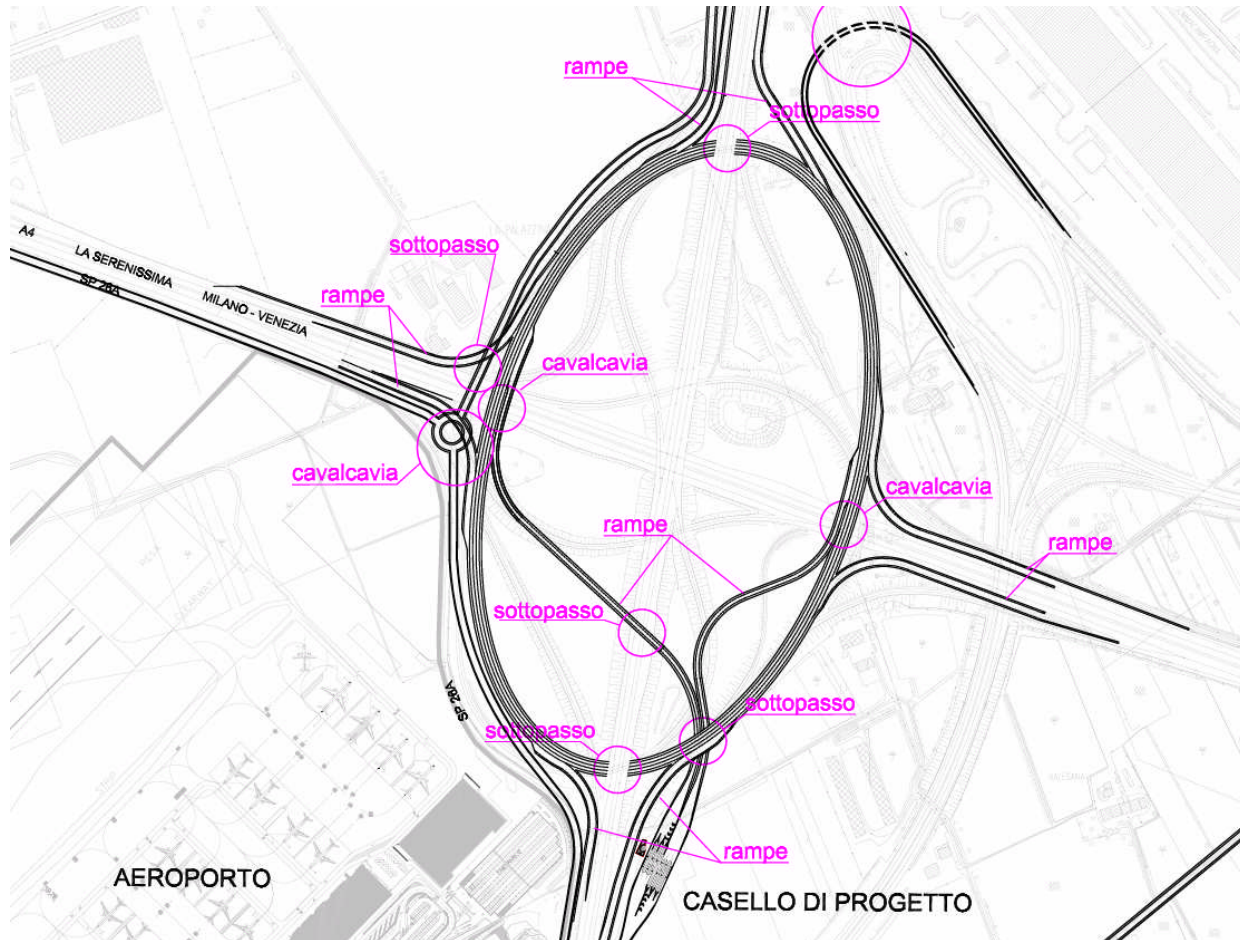 rampe
sottopasso
sottopasso
A4
LA SERENISSIMA
SP 26A
MILANO - VENEZIA
rampe
cavalcavia
cavalcavia
cavalcavia
rampe
rampe
sottopasso
SP 26A
sottopasso
sottopasso
rampe
AEROPORTO
CASELLO DI PROGETTO